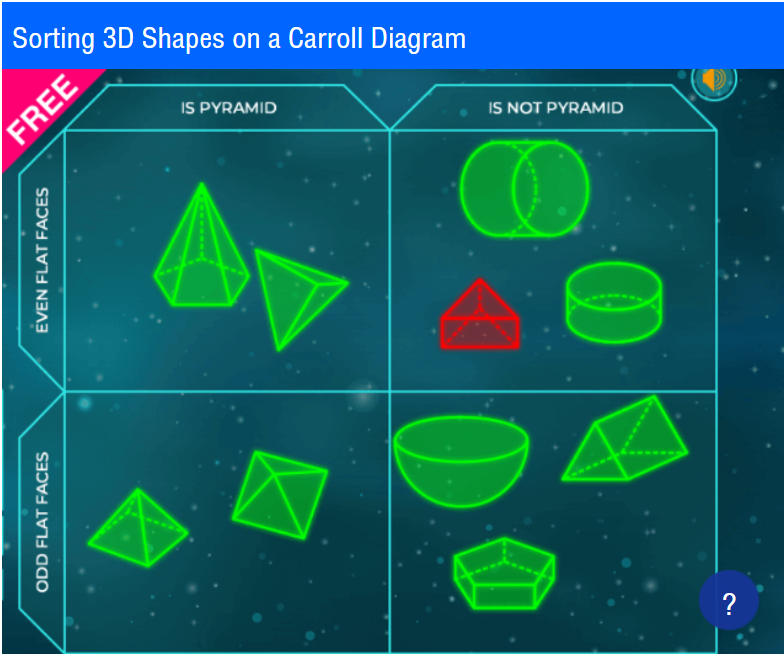 Sorting 3D Shapes on a Carroll Diagram
FREE
IS PYRAMID
IS NOT PYRAMID
EVEN FLAT FACES
ODD FLAT FACES
?